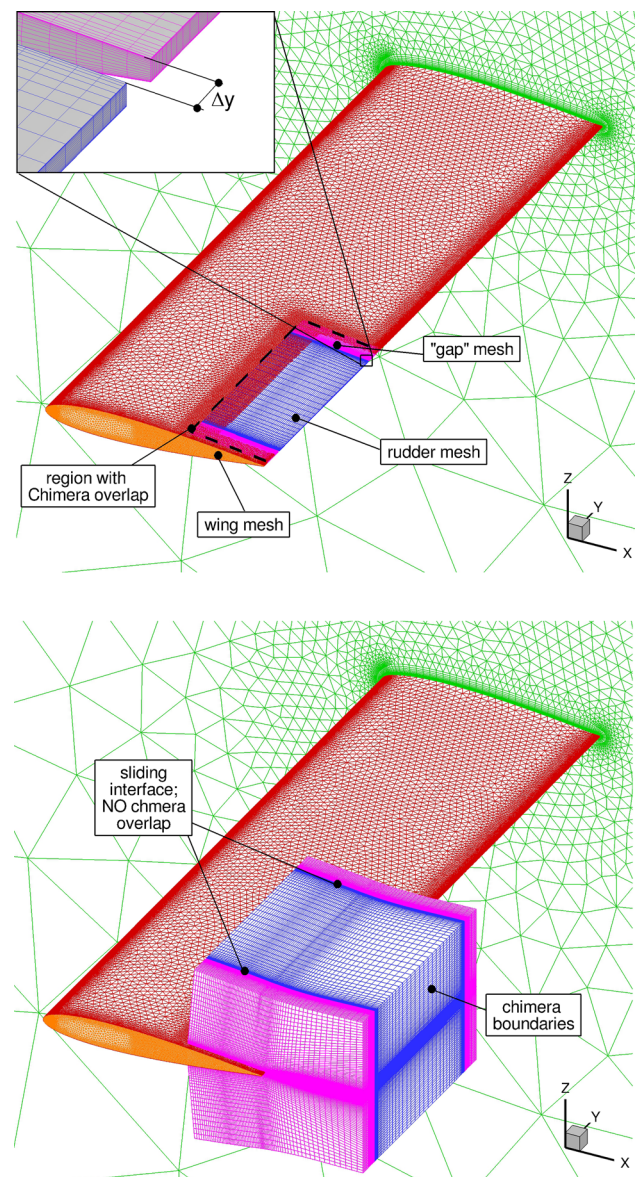 Δy
"gap" mesh
rudder mesh
region with
Chimera overlap
wing mesh
Z
Y
X
sliding
interface;
NO chmera
overlap
chimera
boundaries
Z
Y
X